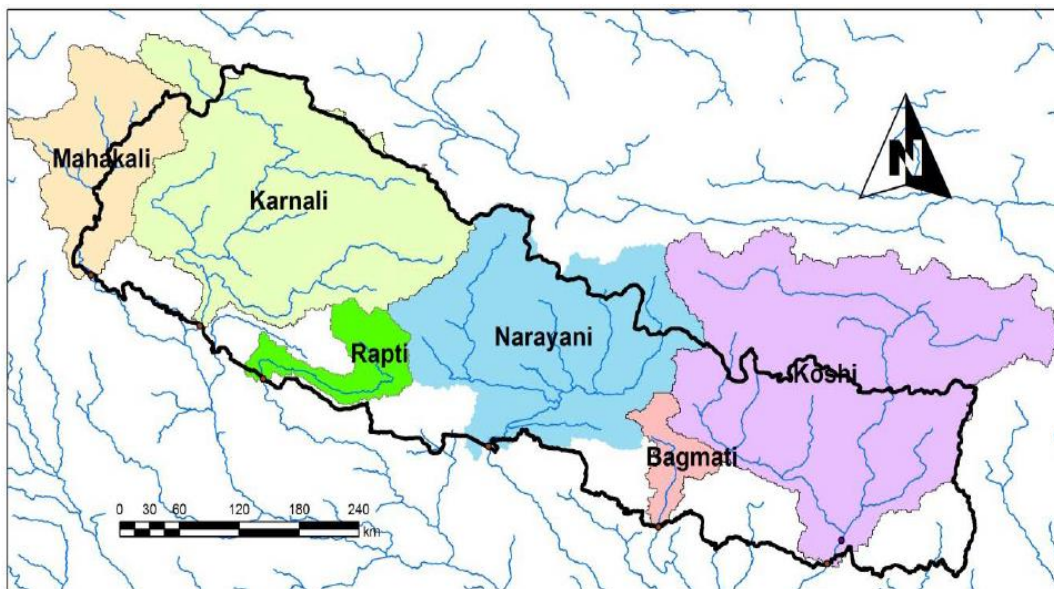 N
Mahakali
Karnali
Narayani
Rapti
Koshi
Bagmati
0 30 60 120 180 240
km